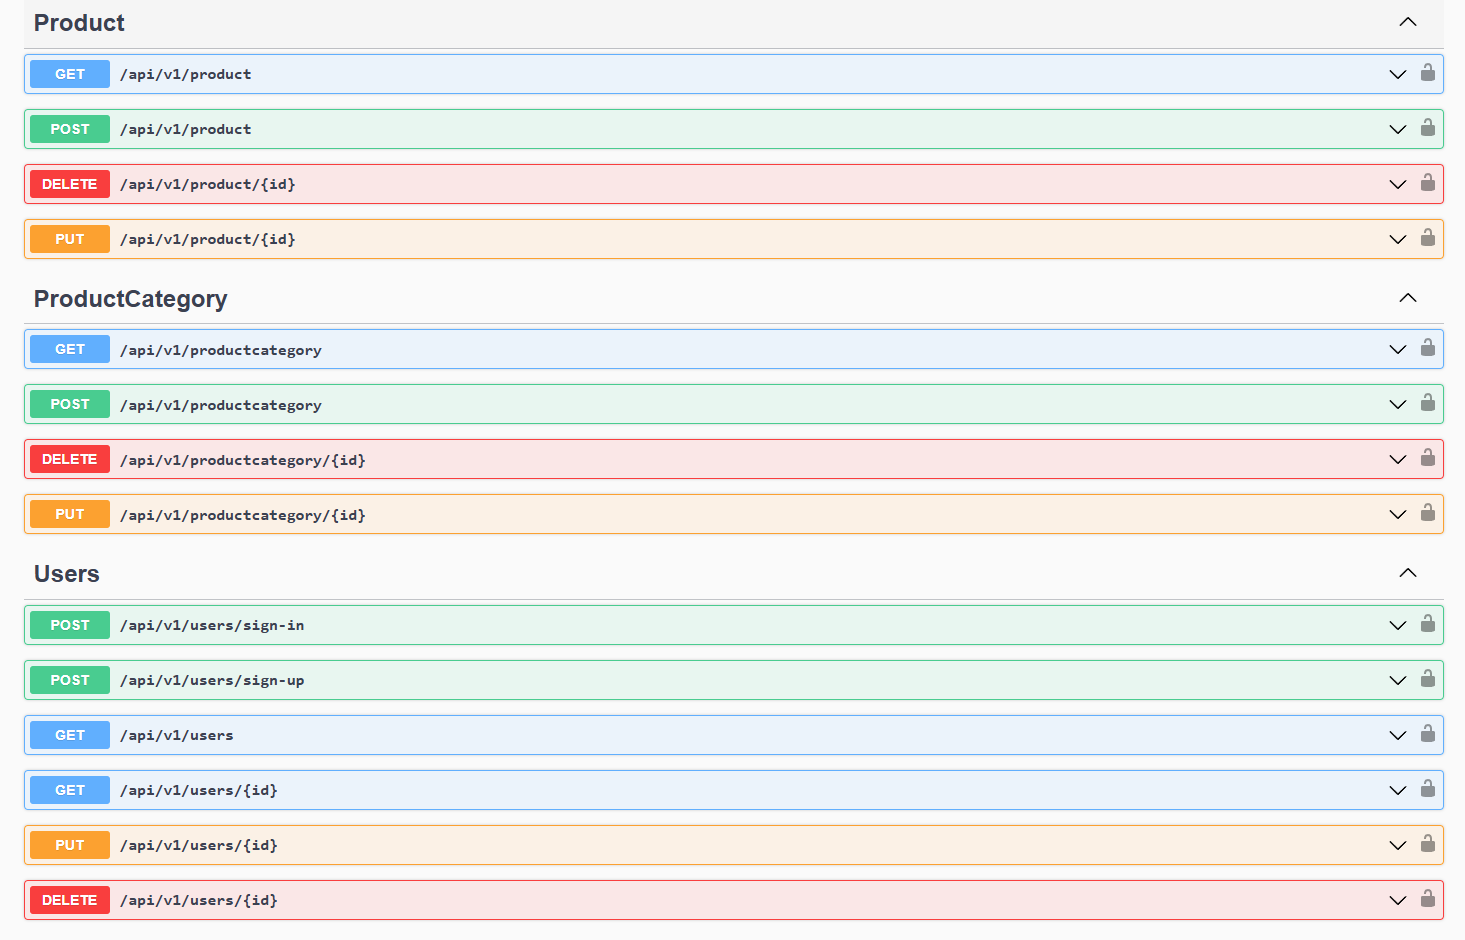 Product
GET /api/v1/product
POST /api/v1/product
DELETE /api/v1/product/{id}
PUT /api/v1/product/{id}
ProductCategory
GET /api/v1/productcategory
POST /api/v1/productcategory
DELETE /api/v1/productcategory/{id}
PUT /api/v1/productcategory/{id}
Users
POST /api/v1/users/sign-in
POST /api/v1/users/sign-up
GET /api/v1/users
GET /api/v1/users/{id}
PUT /api/v1/users/{id}
DELETE /api/v1/users/{id}